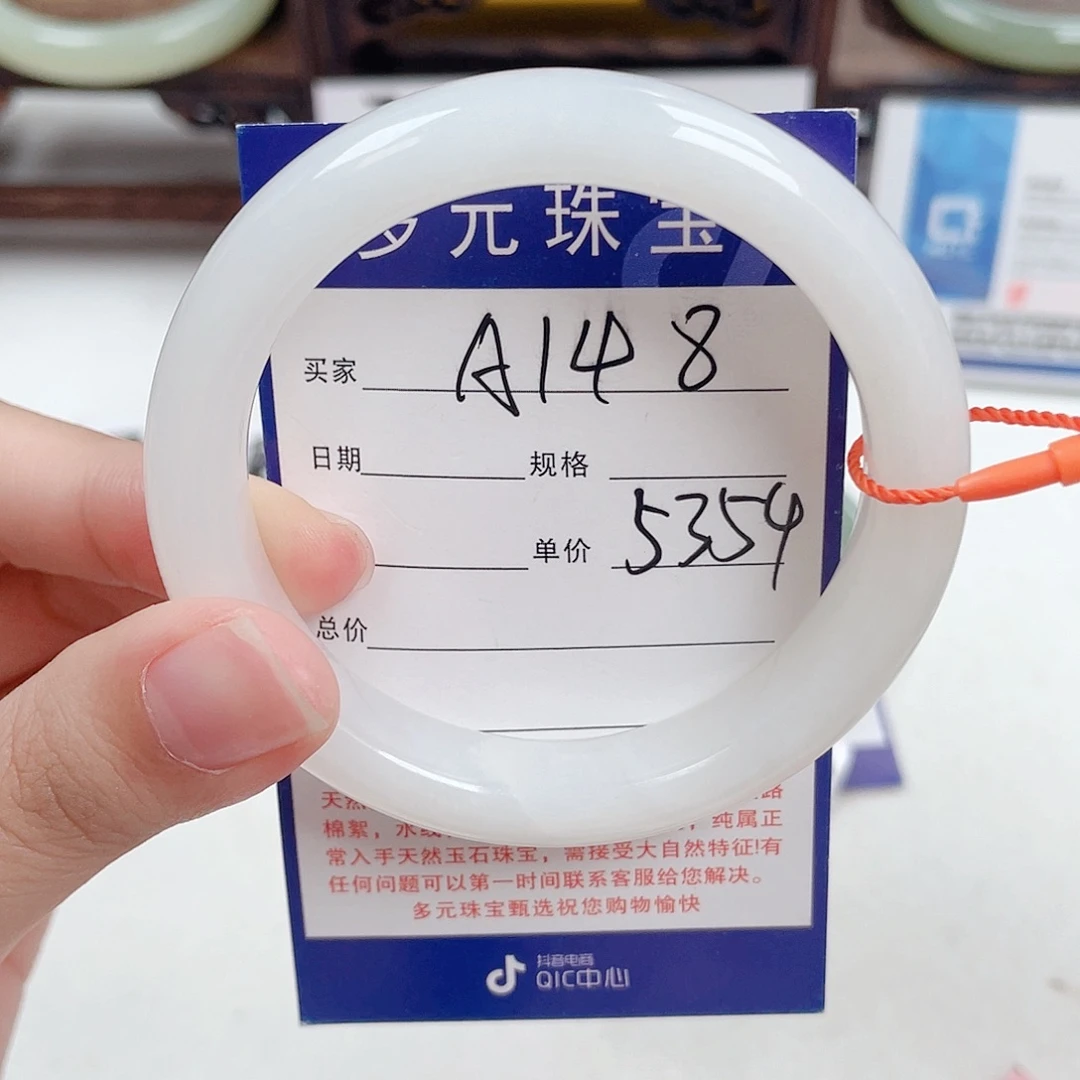 多元珠宝
买家 A148
日期 规格
单价 5354
总价
天然
棉絮，水线 ，纯属正
常入手天然玉石珠宝，需接受大自然特征!有
任何问题可以第一时间联系客服给您解决。
多元珠宝甄选祝您购物愉快
抖音电商
QIC中心